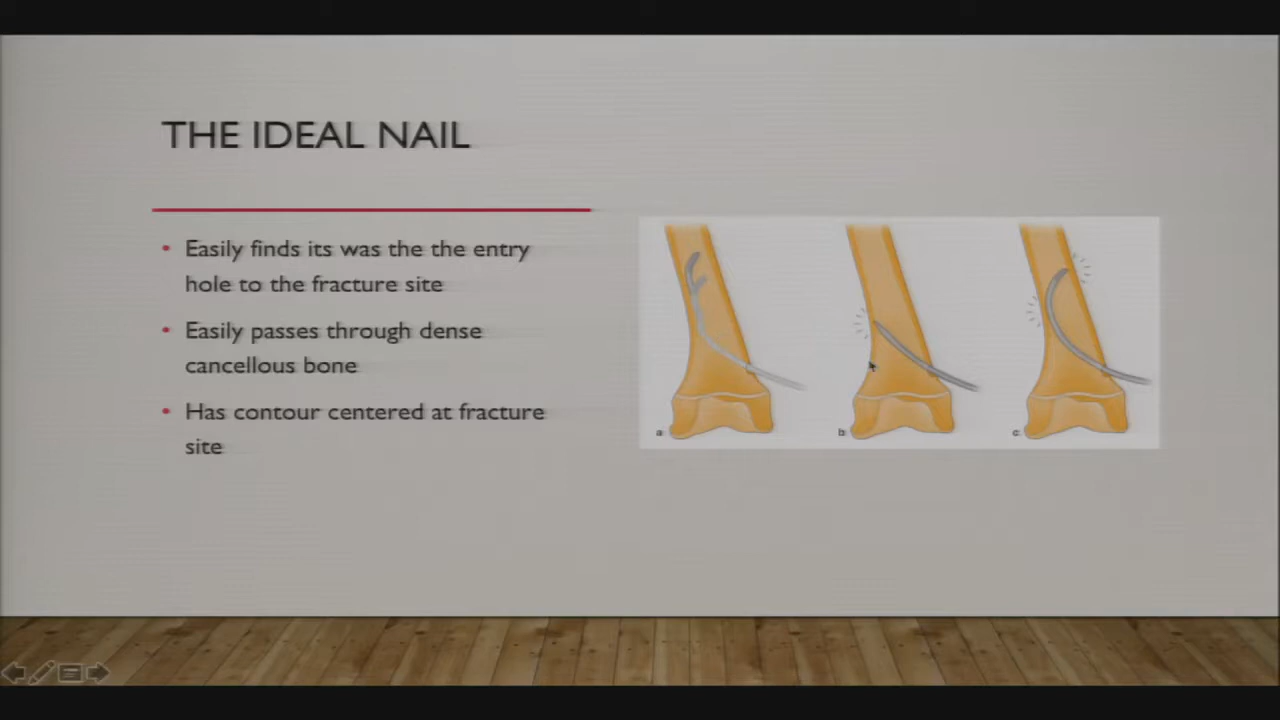 THE IDEAL NAIL
• Easily finds its was the the entry
hole to the fracture site
• Easily passes through dense
cancellous bone
• Has contour centered at fracture
site
a
b
c